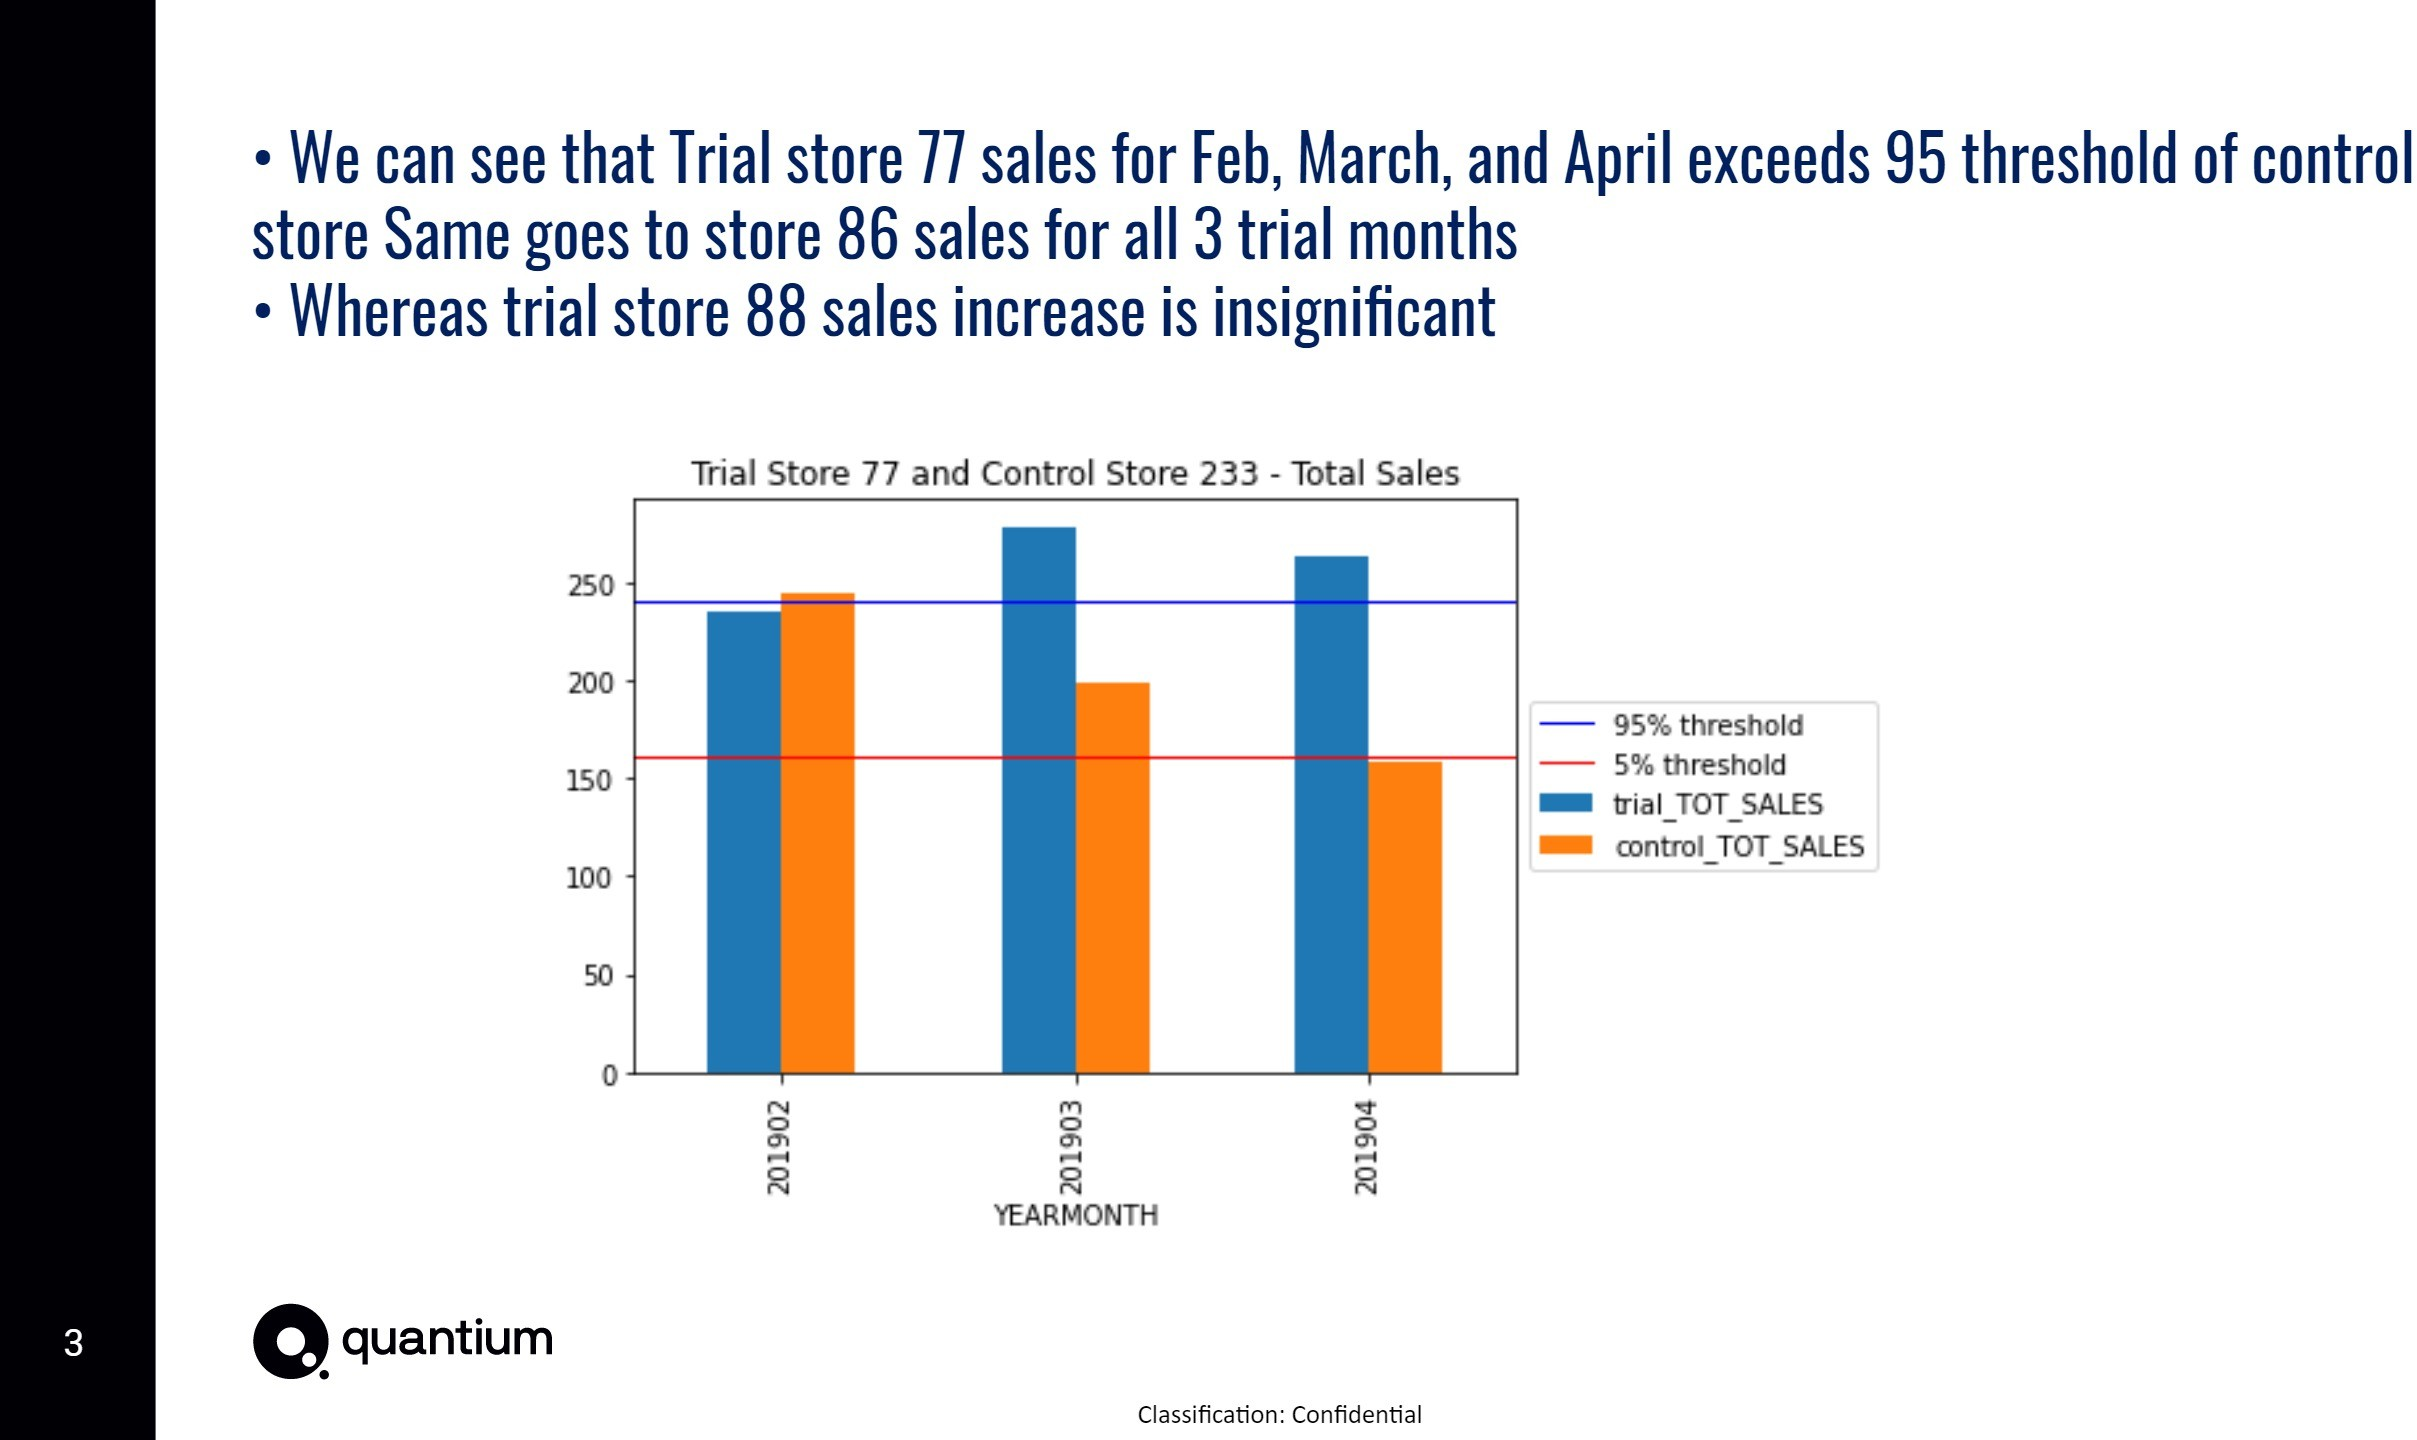 • We can see that Trial store 77 sales for Feb, March, and April exceeds 95 threshold of control
store Same goes to store 86 sales for all 3 trial months
• Whereas trial store 88 sales increase is insignificant
Trial Store 77 and Control Store 233 - Total Sales
250
200
150
100
50
0
201902
201903
201904
YEARMONTH
95% threshold
5% threshold
trial_TOT_SALES
control_TOT_SALES
3
quantium
Classification: Confidential